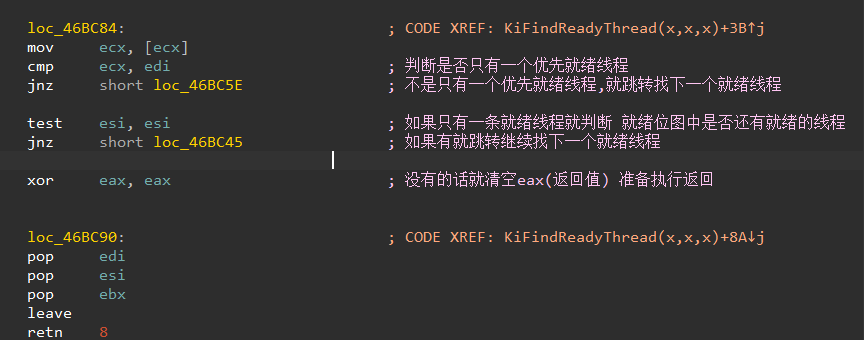 loc_46BC84: ; CODE XREF: KiFindReadyThread(x,x,x)+3B↑j
mov ecx, [ecx]
cmp ecx, edi ; 判断是否只有一个优先就绪线程
jnz short loc_46BC5E ; 不是只有一个优先就绪线程,就跳转找下一个就绪线程
test esi, esi ; 如果只有一条就绪线程就判断 就绪位图中是否还有就绪的线程
jnz short loc_46BC45 ; 如果有就跳转继续找下一个就绪线程
xor eax, eax ; 没有的话就清空eax(返回值) 准备执行返回
loc_46BC90: ; CODE XREF: KiFindReadyThread(x,x,x)+8A↓j
pop edi
pop esi
pop ebx
leave
retn 8